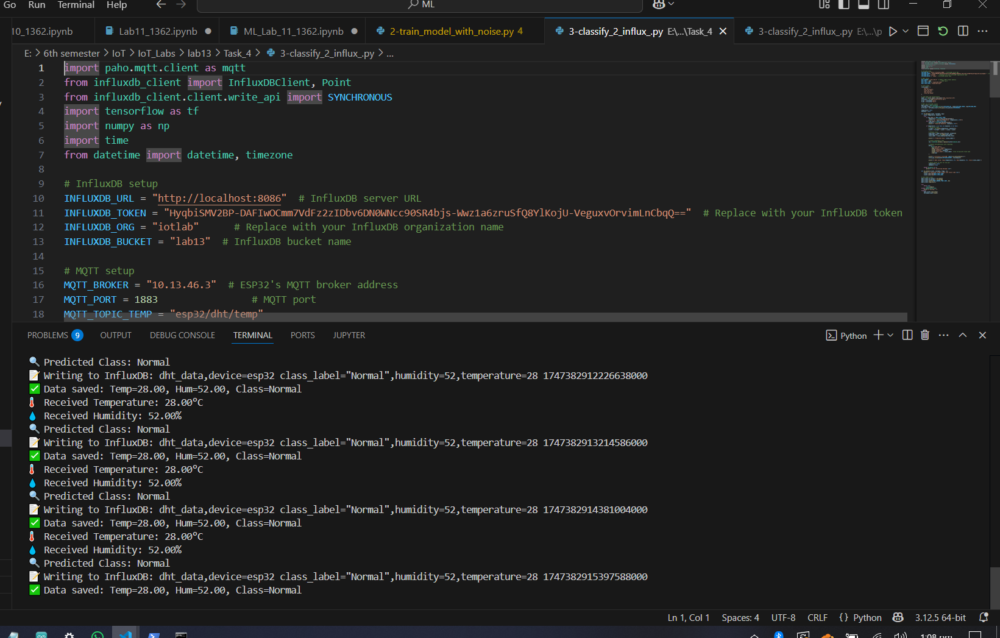 Go Run Terminal Help ML
10_1362.ipynb Lab11_1362.ipynb ML_Lab_11_1362.ipynb 2-train_model_with_noise.py 4 3-classify_2_influx_.py E:\...\Task_4 3-classify_2_influx_.py E:\...\p
E: > 6th semester > IoT > IoT_Labs > lab13 > Task_4 > 3-classify_2_influx_.py > ...
1 import paho.mqtt.client as mqtt
2 from influxdb_client import InfluxDBClient, Point
3 from influxdb_client.client.write_api import SYNCHRONOUS
4 import tensorflow as tf
5 import numpy as np
6 import time
7 from datetime import datetime, timezone
8
9 # InfluxDB setup
10 INFLUXDB_URL = "http://localhost:8086"  # InfluxDB server URL
11 INFLUXDB_TOKEN = "HyqbiSMV2BP-DAFIwOCmm7VdFz2zIDbv6DN0WNcc90SR4bjs-Wwz1a6zruSfQ8YlKojU-VeguxvOrvimLnCbqQ=="  # Replace with your InfluxDB token
12 INFLUXDB_ORG = "iotlab"      # Replace with your InfluxDB organization name
13 INFLUXDB_BUCKET = "lab13"  # InfluxDB bucket name
14
15 # MQTT setup
16 MQTT_BROKER = "10.13.46.3"  # ESP32's MQTT broker address
17 MQTT_PORT = 1883                # MQTT port
18 MQTT_TOPIC_TEMP = "esp32/dht/temp"
PROBLEMS 9 OUTPUT DEBUG CONSOLE TERMINAL PORTS JUPYTER Python
🔍 Predicted Class: Normal
📝 Writing to InfluxDB: dht_data,device=esp32 class_label="Normal",humidity=52,temperature=28 1747382912226638000
✅ Data saved: Temp=28.00, Hum=52.00, Class=Normal
🌡 Received Temperature: 28.00°C
💧 Received Humidity: 52.00%
🔍 Predicted Class: Normal
📝 Writing to InfluxDB: dht_data,device=esp32 class_label="Normal",humidity=52,temperature=28 1747382913214586000
✅ Data saved: Temp=28.00, Hum=52.00, Class=Normal
🌡 Received Temperature: 28.00°C
💧 Received Humidity: 52.00%
🔍 Predicted Class: Normal
📝 Writing to InfluxDB: dht_data,device=esp32 class_label="Normal",humidity=52,temperature=28 1747382914381004000
✅ Data saved: Temp=28.00, Hum=52.00, Class=Normal
🌡 Received Temperature: 28.00°C
💧 Received Humidity: 52.00%
🔍 Predicted Class: Normal
📝 Writing to InfluxDB: dht_data,device=esp32 class_label="Normal",humidity=52,temperature=28 1747382915397588000
✅ Data saved: Temp=28.00, Hum=52.00, Class=Normal
Ln 1, Col 1 Spaces: 4 UTF-8 CRLF {} Python 3.12.5 64-bit
1:08 pm